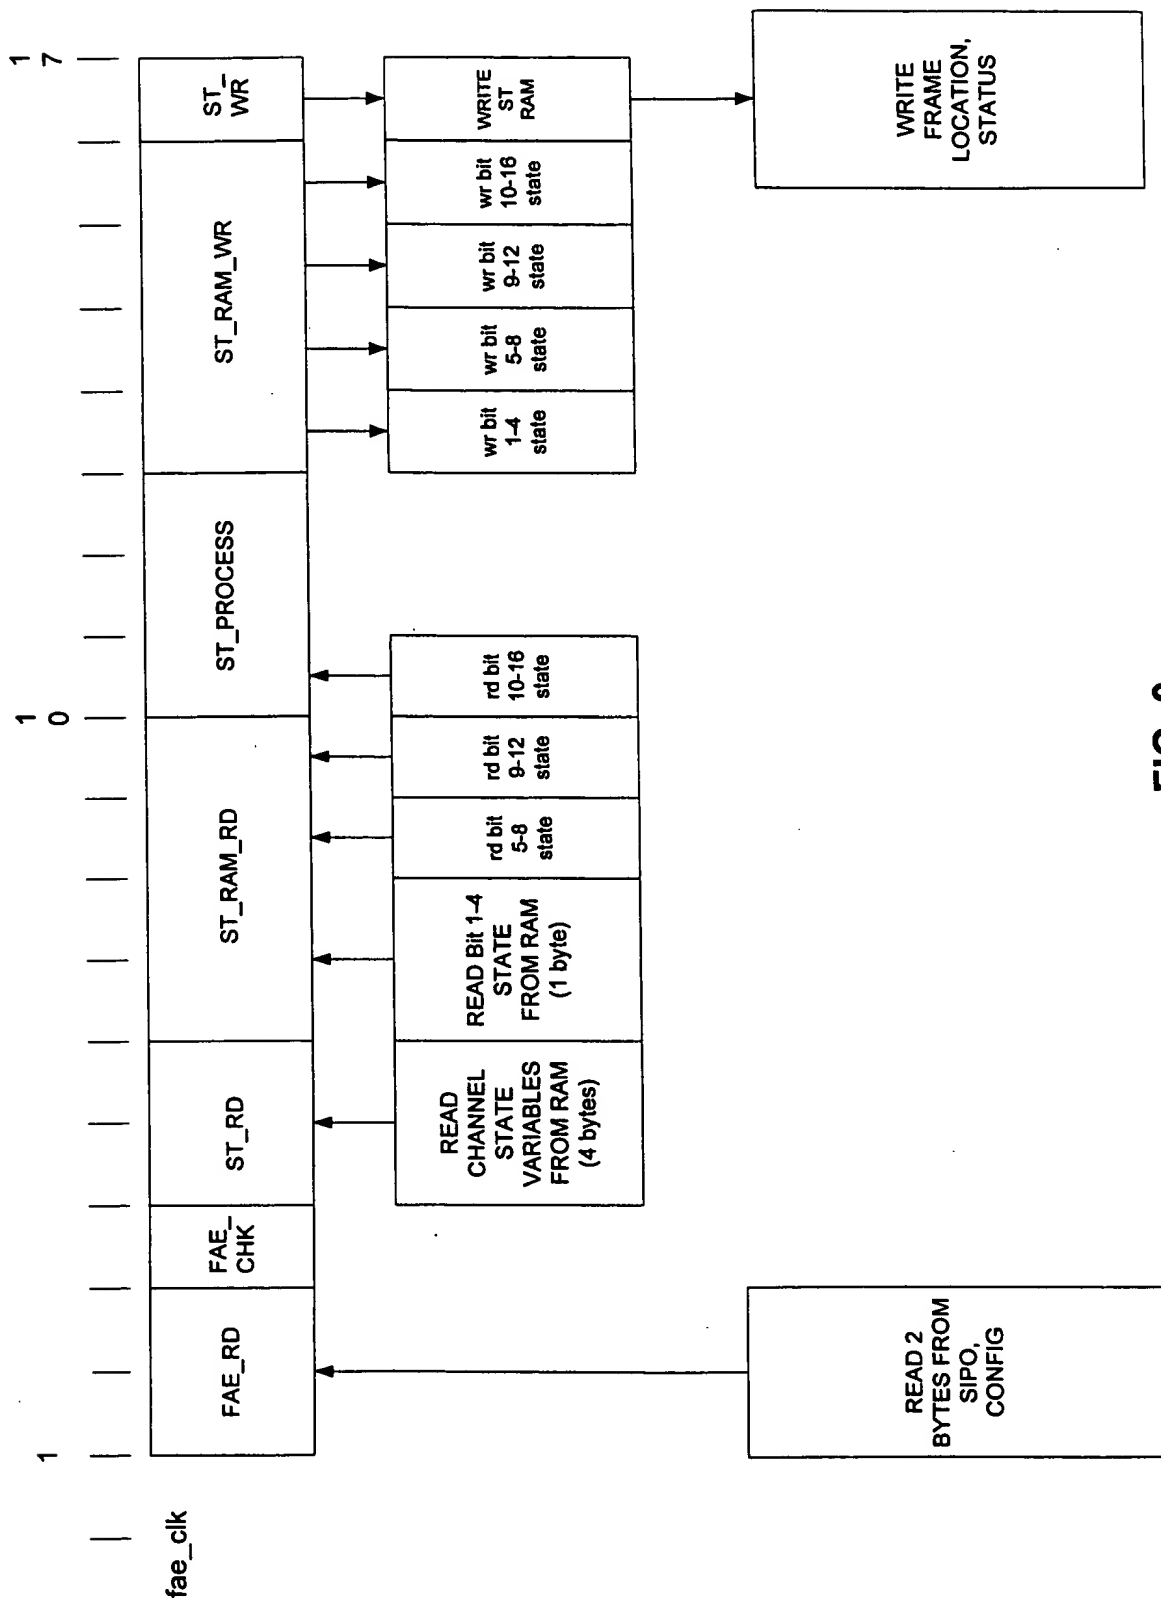 fae_clk
1
1
0
1
7
FAE_RD
FAE_
CHK
ST_RD
ST_RAM_RD
ST_PROCESS
ST_RAM_WR
ST_
WR
READ
CHANNEL
STATE
VARIABLES
FROM RAM
(4 bytes)
READ Bit 1-4
STATE
FROM RAM
(1 byte)
rd bit
5-8
state
rd bit
9-12
state
rd bit
10-16
state
wr bit
1-4
state
wr bit
5-8
state
wr bit
9-12
state
wr bit
10-16
state
WRITE
ST
RAM
READ 2
BYTES FROM
SIPO,
CONFIG
WRITE
FRAME
LOCATION,
STATUS